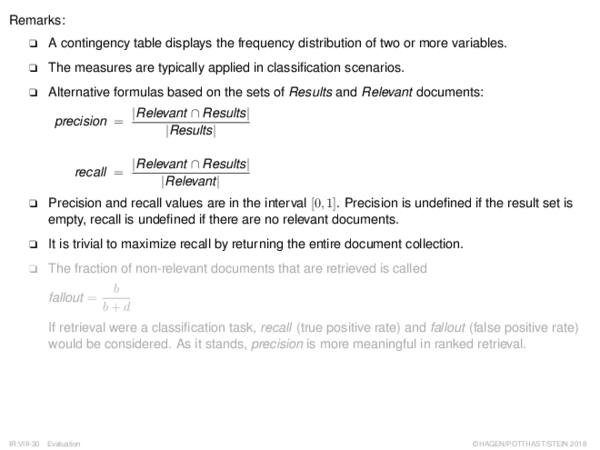 Remarks:
❑ A contingency table displays the frequency distribution of two or more variables.
❑ The measures are typically applied in classification scenarios.
❑ Alternative formulas based on the sets of Results and Relevant documents:
precision = |Relevant ∩ Results| / |Results|
recall = |Relevant ∩ Results| / |Relevant|
❑ Precision and recall values are in the interval [0, 1]. Precision is undefined if the result set is
empty, recall is undefined if there are no relevant documents.
❑ It is trivial to maximize recall by returning the entire document collection.
❑ The fraction of non-relevant documents that are retrieved is called
fallout = b / (b + d)
If retrieval were a classification task, recall (true positive rate) and fallout (false positive rate)
would be considered. As it stands, precision is more meaningful in ranked retrieval.
IR:VIII-30 Evaluation ©HAGEN/POTTHAST/STEIN 2018